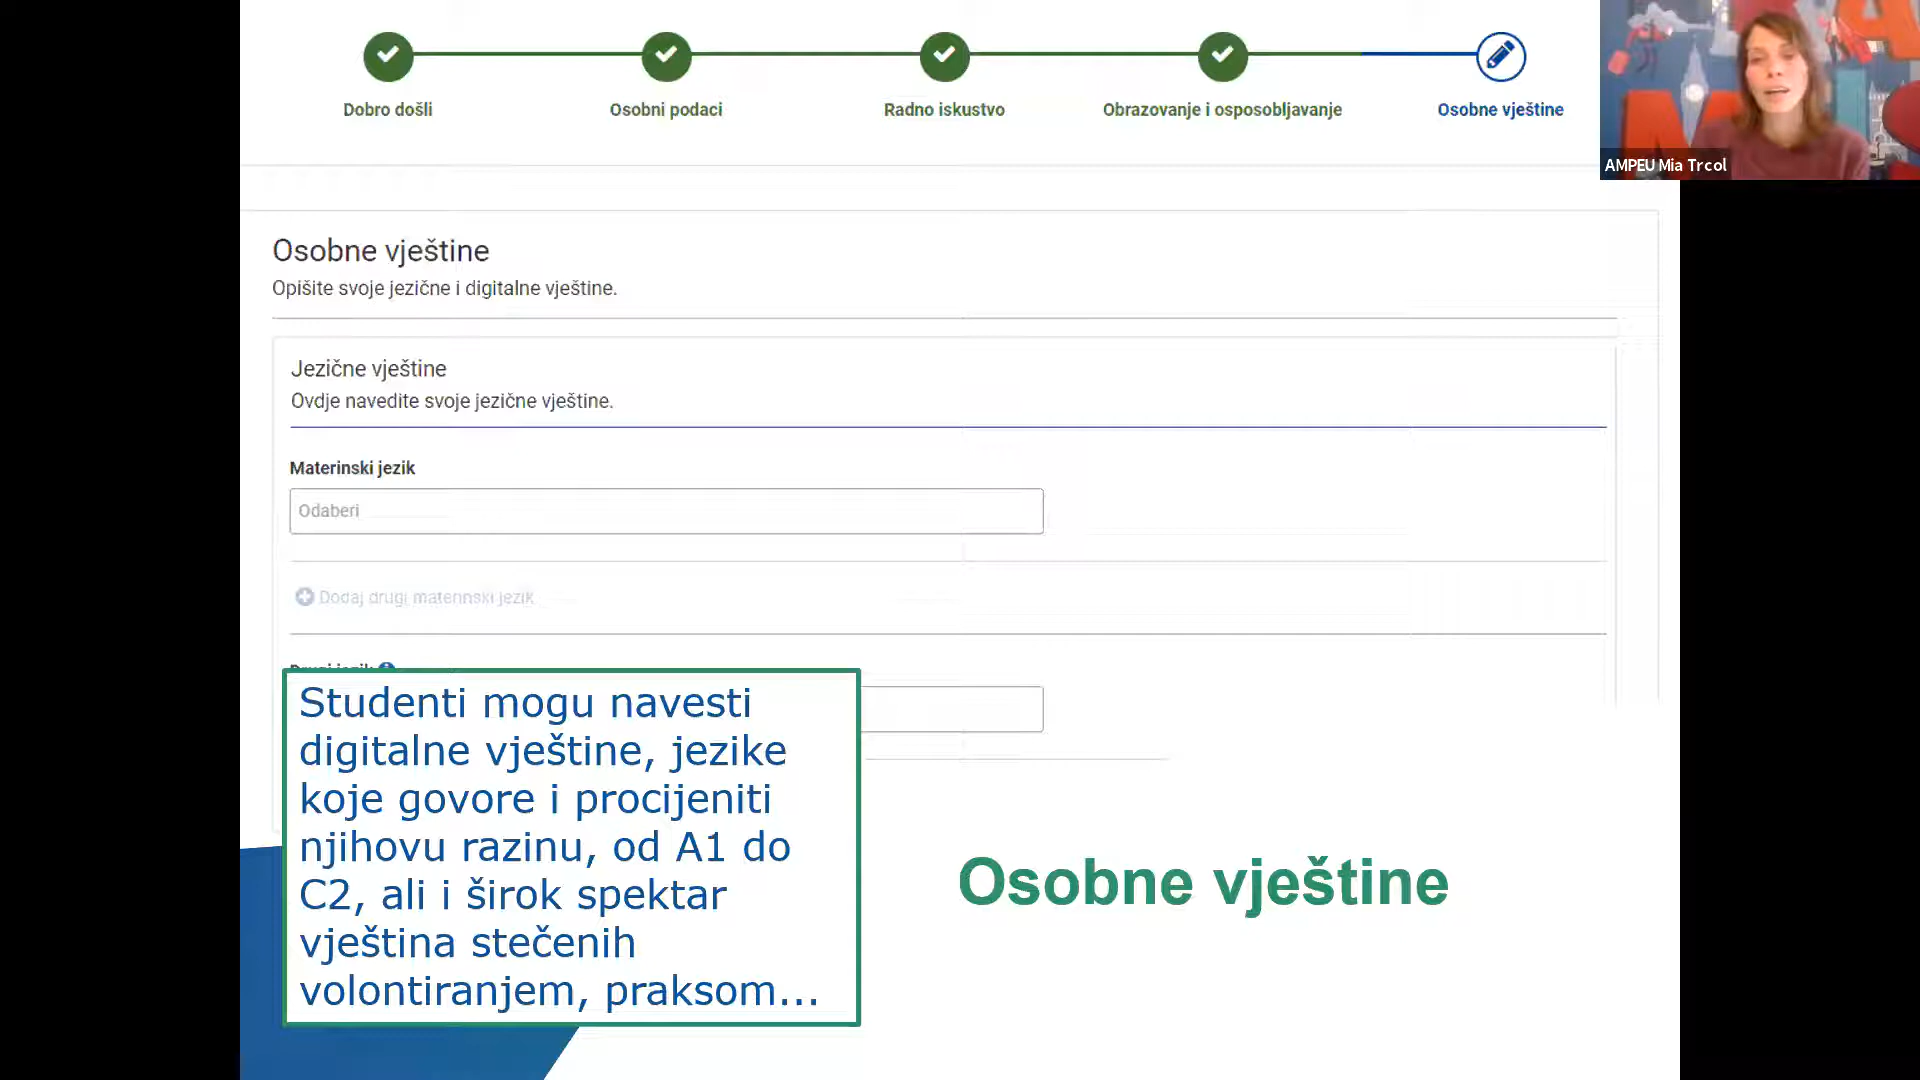 Dobro došli
Osobni podaci
Radno iskustvo
Obrazovanje i osposobljavanje
Osobne vještine
AMPEU Mia Trcol
Osobne vještine
Opišite svoje jezične i digitalne vještine.
Jezične vještine
Ovdje navedite svoje jezične vještine.
Materinski jezik
Odaberi
Dodaj drugi materinski jezik
Drugi jezik
Studenti mogu navesti
digitalne vještine, jezike
koje govore i procijeniti
njihovu razinu, od A1 do
C2, ali i širok spektar
vještina stečenih
volontiranjem, praksom...
Osobne vještine